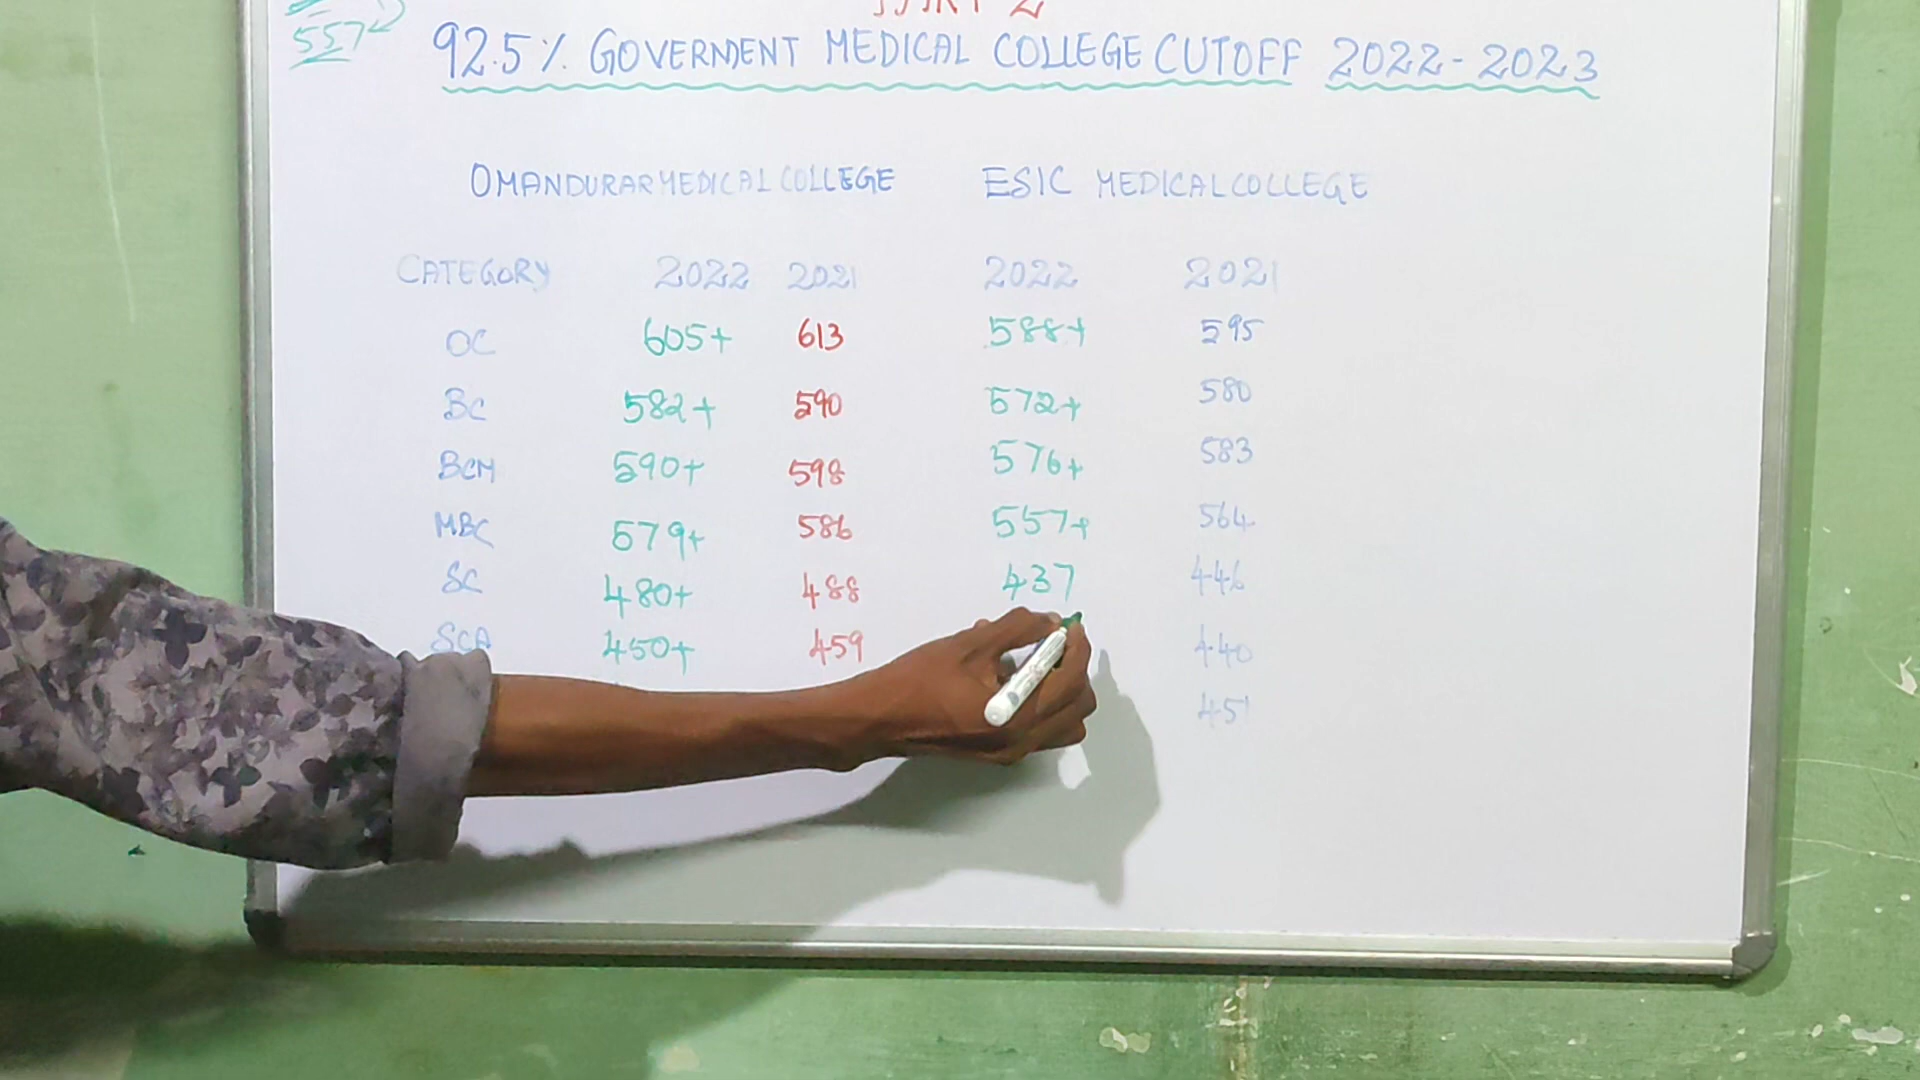 557
92.5% GOVERNMENT MEDICAL COLLEGE CUTOFF 2022-2023
OMANDURAR MEDICAL COLLEGE ESIC MEDICAL COLLEGE
CATEGORY 2022 2021 2022 2021
OC 605+ 613 588+ 595
BC 582+ 590 572+ 580
BCM 590+ 598 576+ 583
MBC 579+ 586 557+ 564
SC 480+ 488 437 446
SCA 450+ 459 440
451